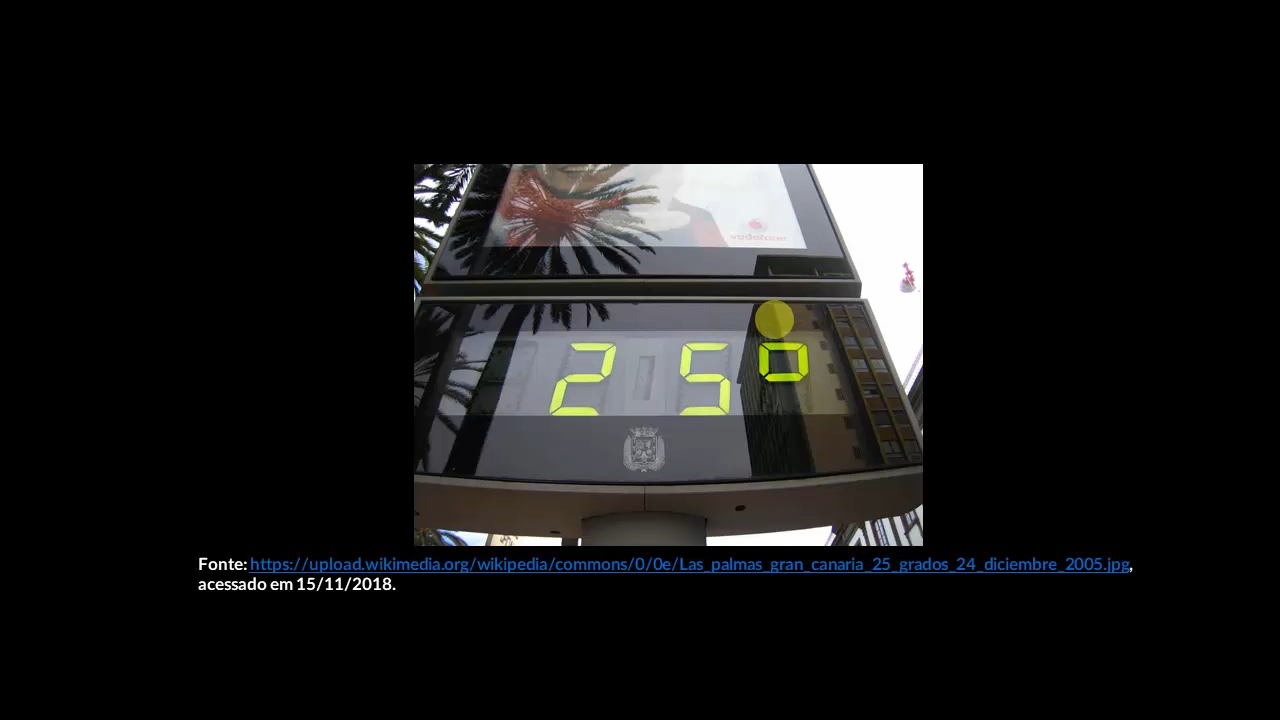 vodafone
25°
Fonte: https://upload.wikimedia.org/wikipedia/commons/0/0e/Las_palmas_gran_canaria_25_grados_24_diciembre_2005.jpg,
acessado em 15/11/2018.